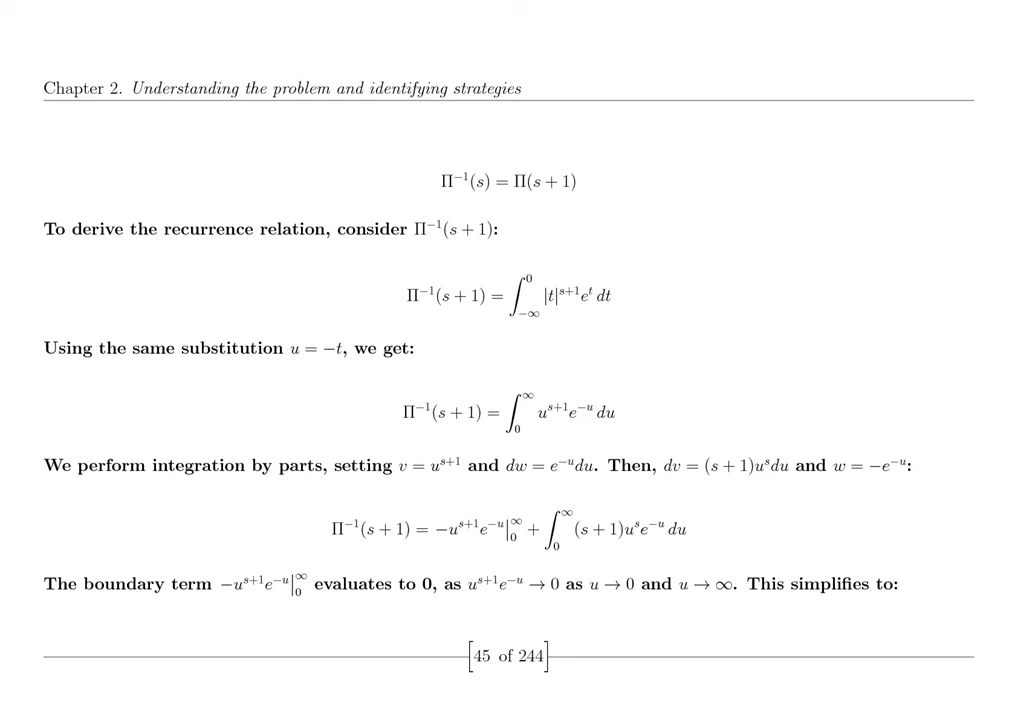 Chapter 2. Understanding the problem and identifying strategies
Π⁻¹(s) = Π(s + 1)
To derive the recurrence relation, consider Π⁻¹(s + 1):
Π⁻¹(s + 1) = ∫_{−∞}^{0} |t|^{s+1} e^{t} dt
Using the same substitution u = −t, we get:
Π⁻¹(s + 1) = ∫_{0}^{∞} u^{s+1} e^{−u} du
We perform integration by parts, setting v = u^{s+1} and dw = e^{−u}du. Then, dv = (s + 1)u^{s}du and w = −e^{−u}:
Π⁻¹(s + 1) = −u^{s+1}e^{−u}|_{0}^{∞} + ∫_{0}^{∞} (s + 1)u^{s}e^{−u} du
The boundary term −u^{s+1}e^{−u}|_{0}^{∞} evaluates to 0, as u^{s+1}e^{−u} → 0 as u → 0 and u → ∞. This simplifies to:
[45 of 244]